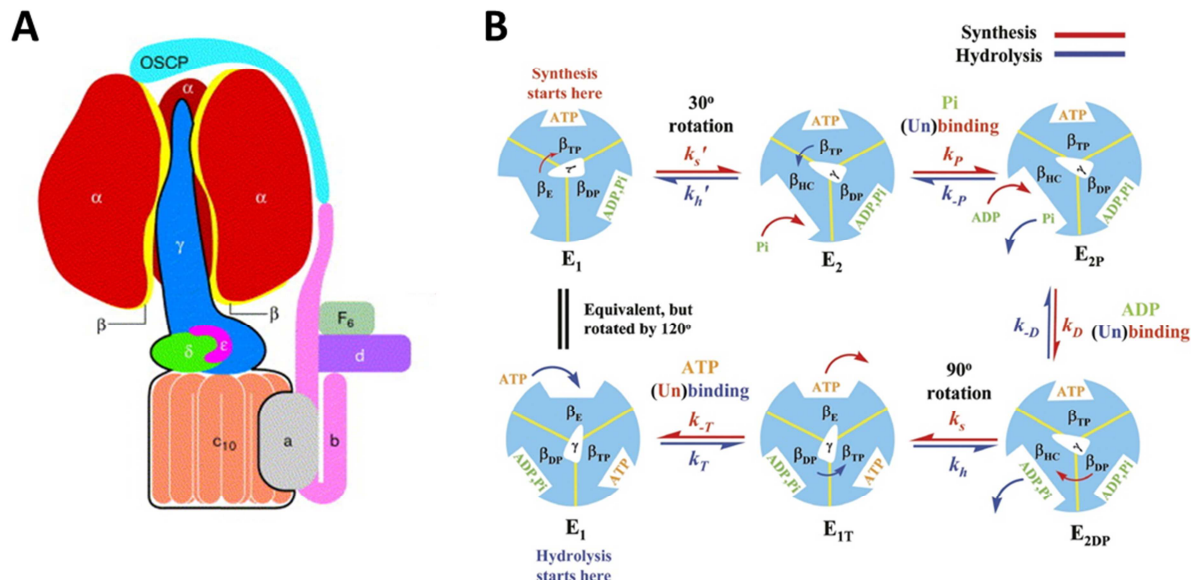 A
OSCP
α
α
α
γ
β
β
δ
ε
F6
d
c10
a
b
B
Synthesis
Hydrolysis
Synthesis
starts here
ATP
βTP
γ
βE
βDP
ADP,Pi
E1
30o
rotation
ks'
kh'
ATP
βTP
γ
βHC
βDP
ADP,Pi
Pi
E2
Pi
(Un)binding
kP
k-P
ATP
βTP
γ
βHC
βDP
ADP,Pi
ADP
Pi
E2P
Equivalent, but
rotated by 120o
k-D
kD
ADP
(Un)binding
ATP
βE
γ
βDP
βTP
ADP,Pi
ATP
E1
Hydrolysis
starts here
ATP
(Un)binding
k-T
kT
ATP
βE
γ
βDP
βTP
ADP,Pi
ATP
E1T
90o
rotation
ks
kh
ATP
βTP
γ
βHC
βDP
ADP,Pi
ADP,Pi
E2DP